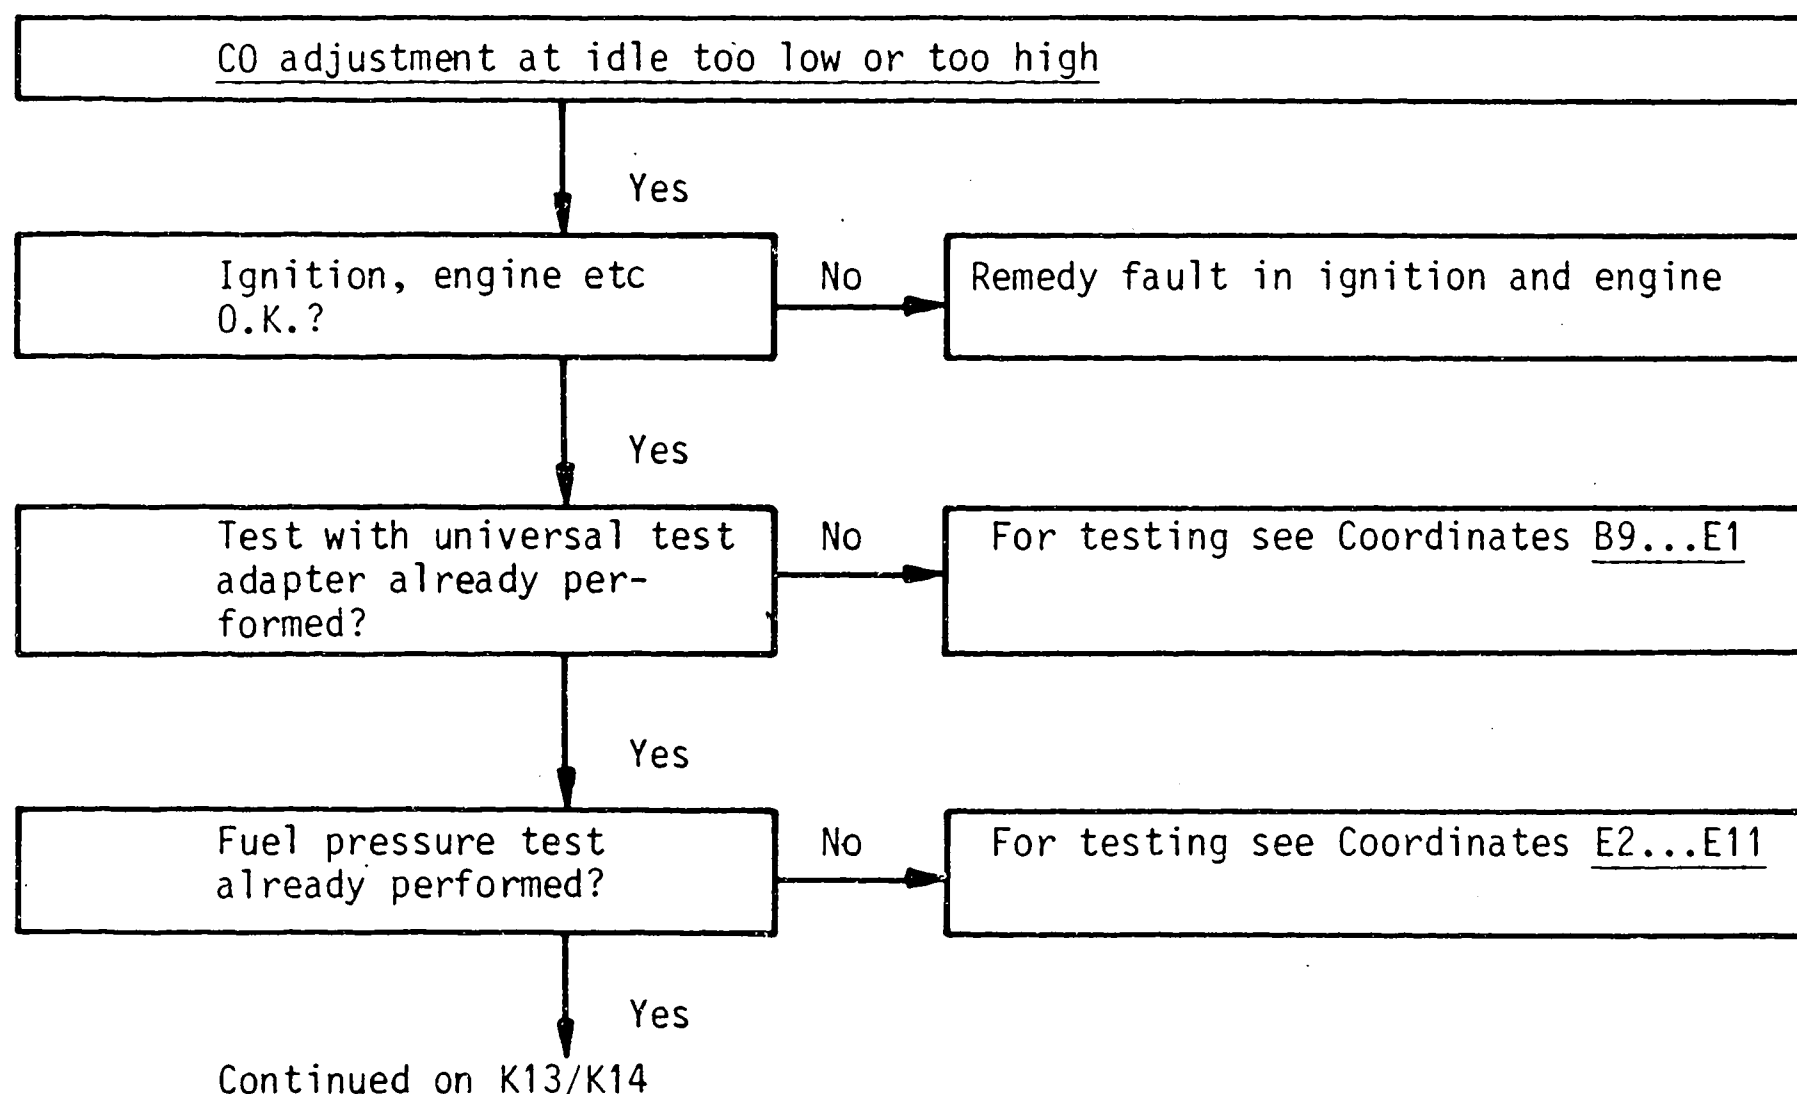 CO adjustment at idle too low or too high
Yes
Ignition, engine etc
O.K.?
No
Remedy fault in ignition and engine
Yes
Test with universal test
adapter already per-
formed?
No
For testing see Coordinates B9...E1
Yes
Fuel pressure test
already performed?
No
For testing see Coordinates E2...E11
Yes
Continued on K13/K14